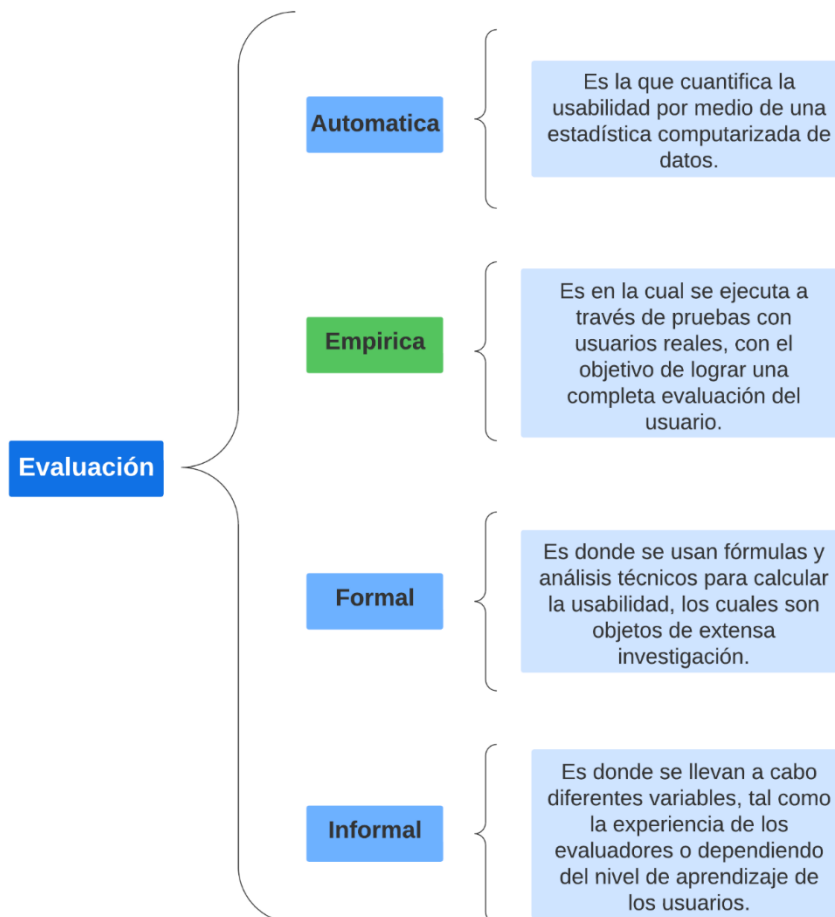 Evaluación
Automatica
Es la que cuantifica la
usabilidad por medio de una
estadística computarizada de
datos.
Empirica
Es en la cual se ejecuta a
través de pruebas con
usuarios reales, con el
objetivo de lograr una
completa evaluación del
usuario.
Formal
Es donde se usan fórmulas y
análisis técnicos para calcular
la usabilidad, los cuales son
objetos de extensa
investigación.
Informal
Es donde se llevan a cabo
diferentes variables, tal como
la experiencia de los
evaluadores o dependiendo
del nivel de aprendizaje de
los usuarios.